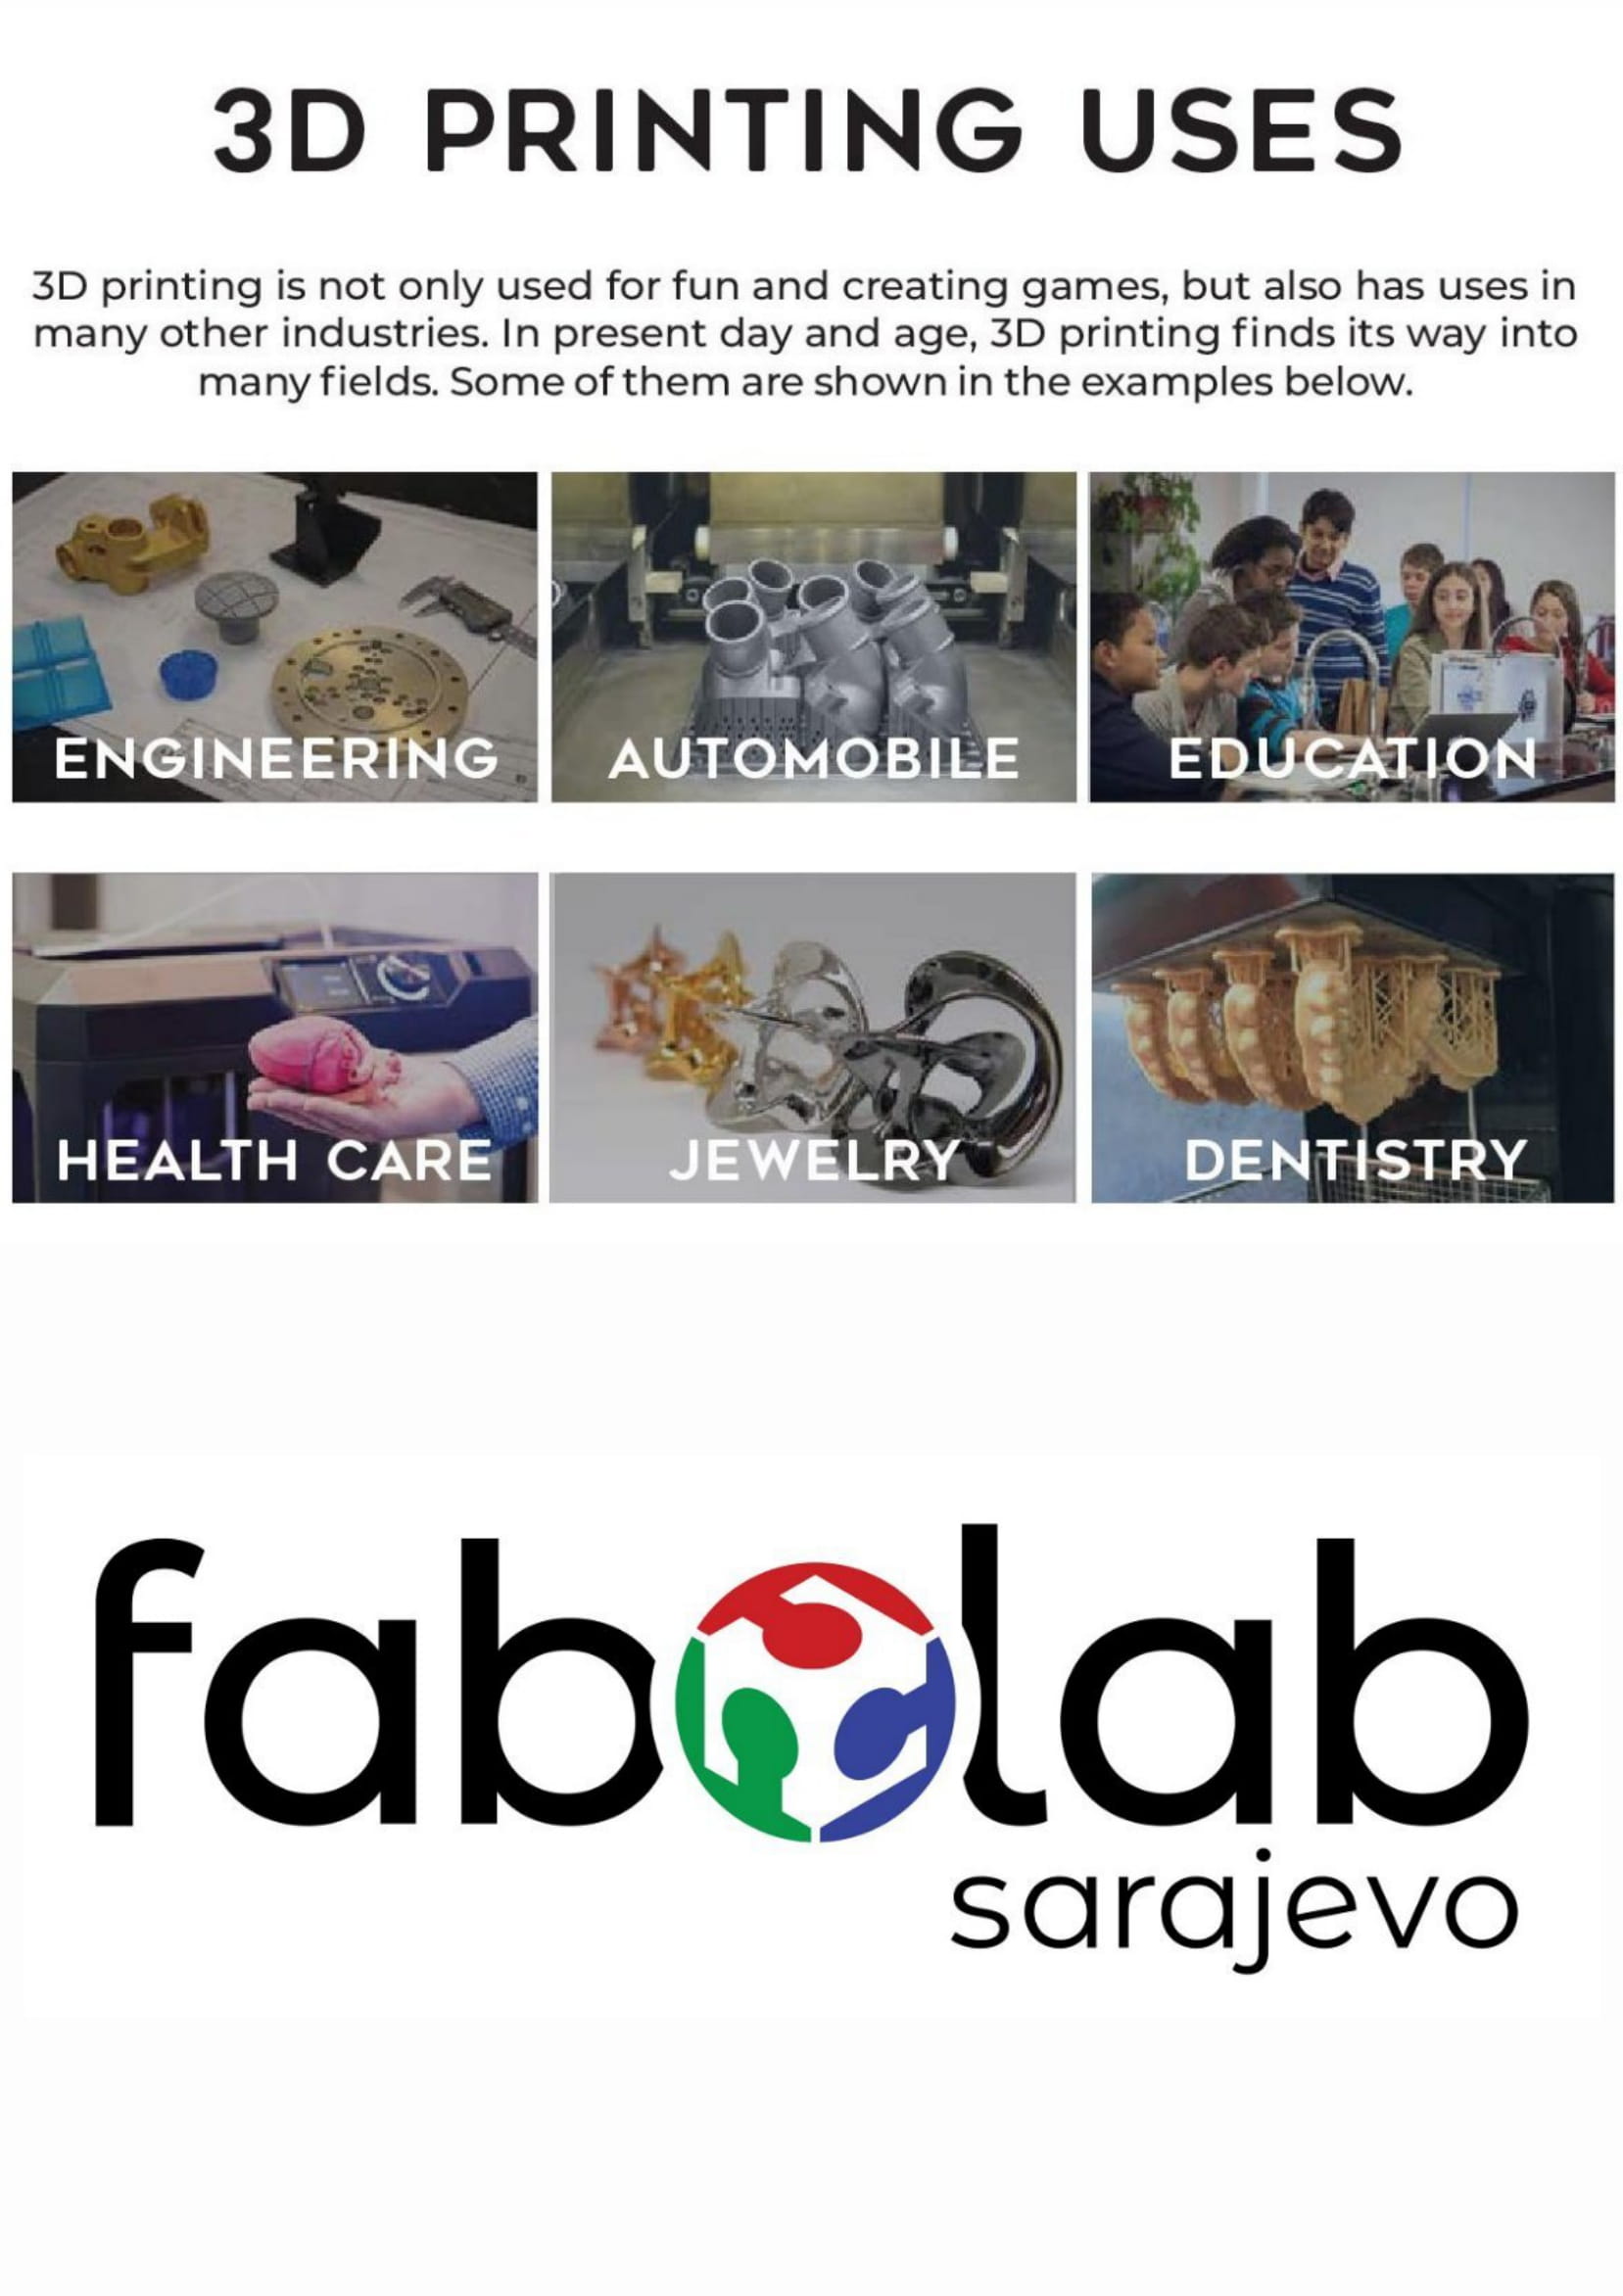 3D PRINTING USES
3D printing is not only used for fun and creating games, but also has uses in
many other industries. In present day and age, 3D printing finds its way into
many fields. Some of them are shown in the examples below.
ENGINEERING
AUTOMOBILE
EDUCATION
HEALTH CARE
JEWELRY
DENTISTRY
fab lab
sarajevo